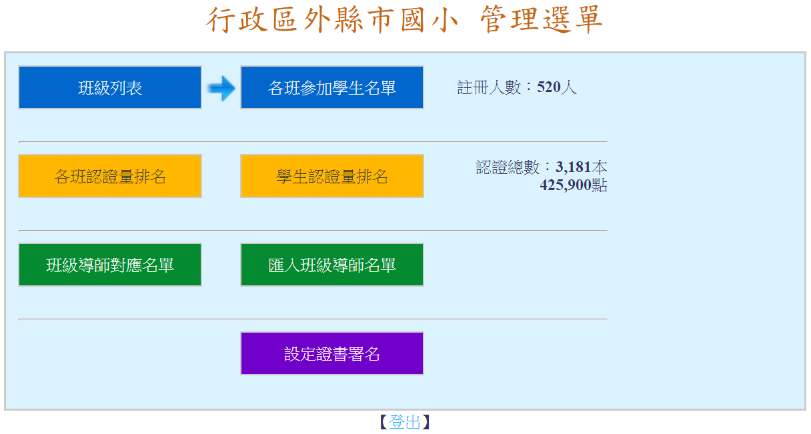 行政區外縣市國小 管理選單
班級列表 各班參加學生名單 註冊人數：520人
各班認證量排名 學生認證量排名 認證總數：3,181本
425,900點
班級導師對應名單 匯入班級導師名單
設定證書署名
【登出】